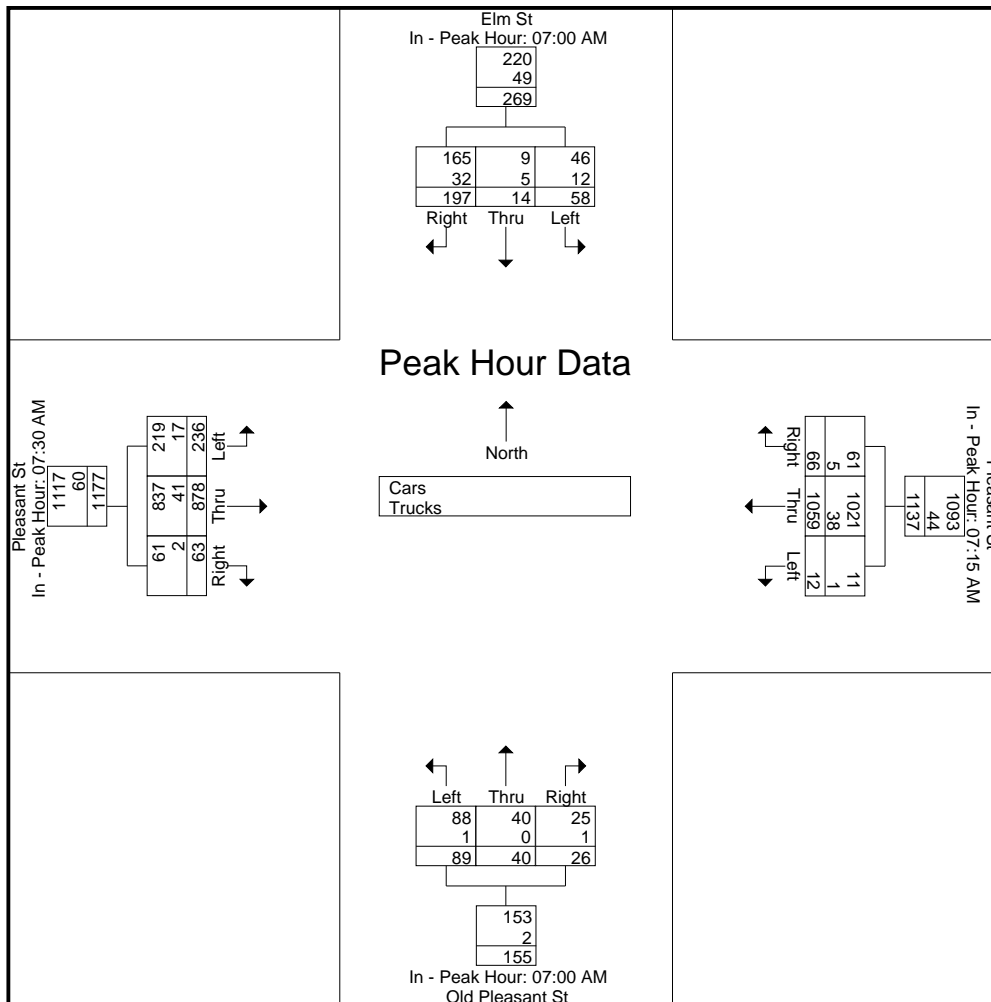 Elm St
In - Peak Hour: 07:00 AM
220
49
269
165 9 46
32 5 12
197 14 58
Right Thru Left
Peak Hour Data
North
Cars
Trucks
Pleasant St
In - Peak Hour: 07:30 AM
1117
60
1177
219 17 236
Left
837 41 878
Thru
61 2 63
Right
Pleasant St
In - Peak Hour: 07:15 AM
1093
44
1137
Right
66 5 61
Thru
1059 38 1021
Left
12 1 11
Left Thru Right
88 40 25
1 0 1
89 40 26
153
2
155
In - Peak Hour: 07:00 AM
Old Pleasant St